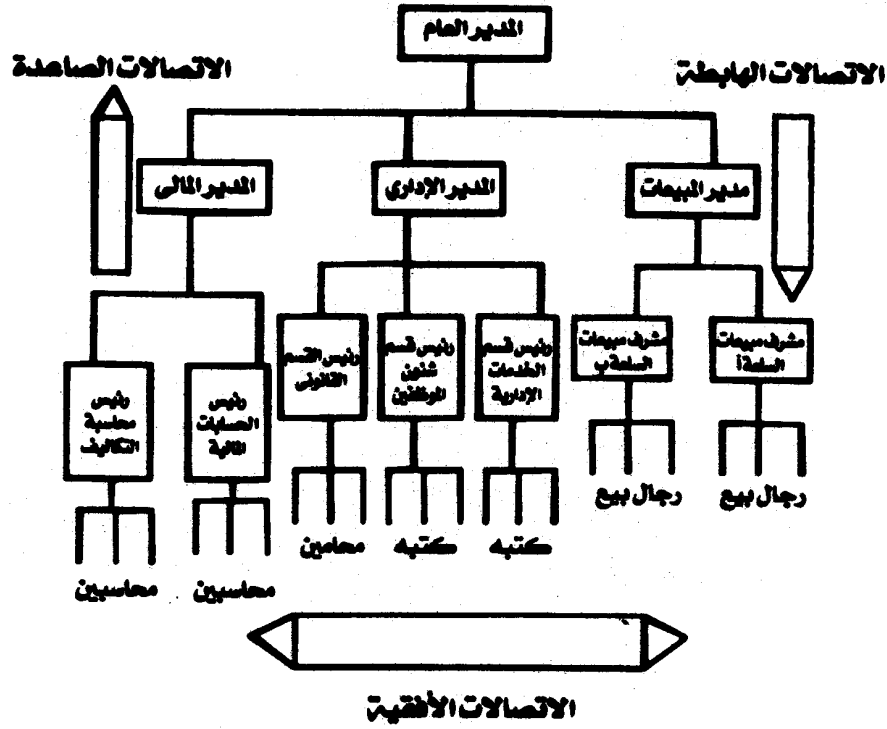 المدير العام
الاتصالات الهابطة
الاتصالات الصاعدة
مدير المبيعات
المدير الإداري
المدير المالى
مشرف مبيعات
السلعة أ
مشرف مبيعات
السلعة ب
رئيس قسم
الخدمات
الإدارية
رئيس قسم
شئون
الموظفين
رئيس القسم
القانونى
رئيس
الحسابات
المالية
رئيس
محاسبة
التكاليف
رجال بيع
رجال بيع
كتبه
كتبه
محامين
محاسبين
محاسبين
الاتصالات الأفقية